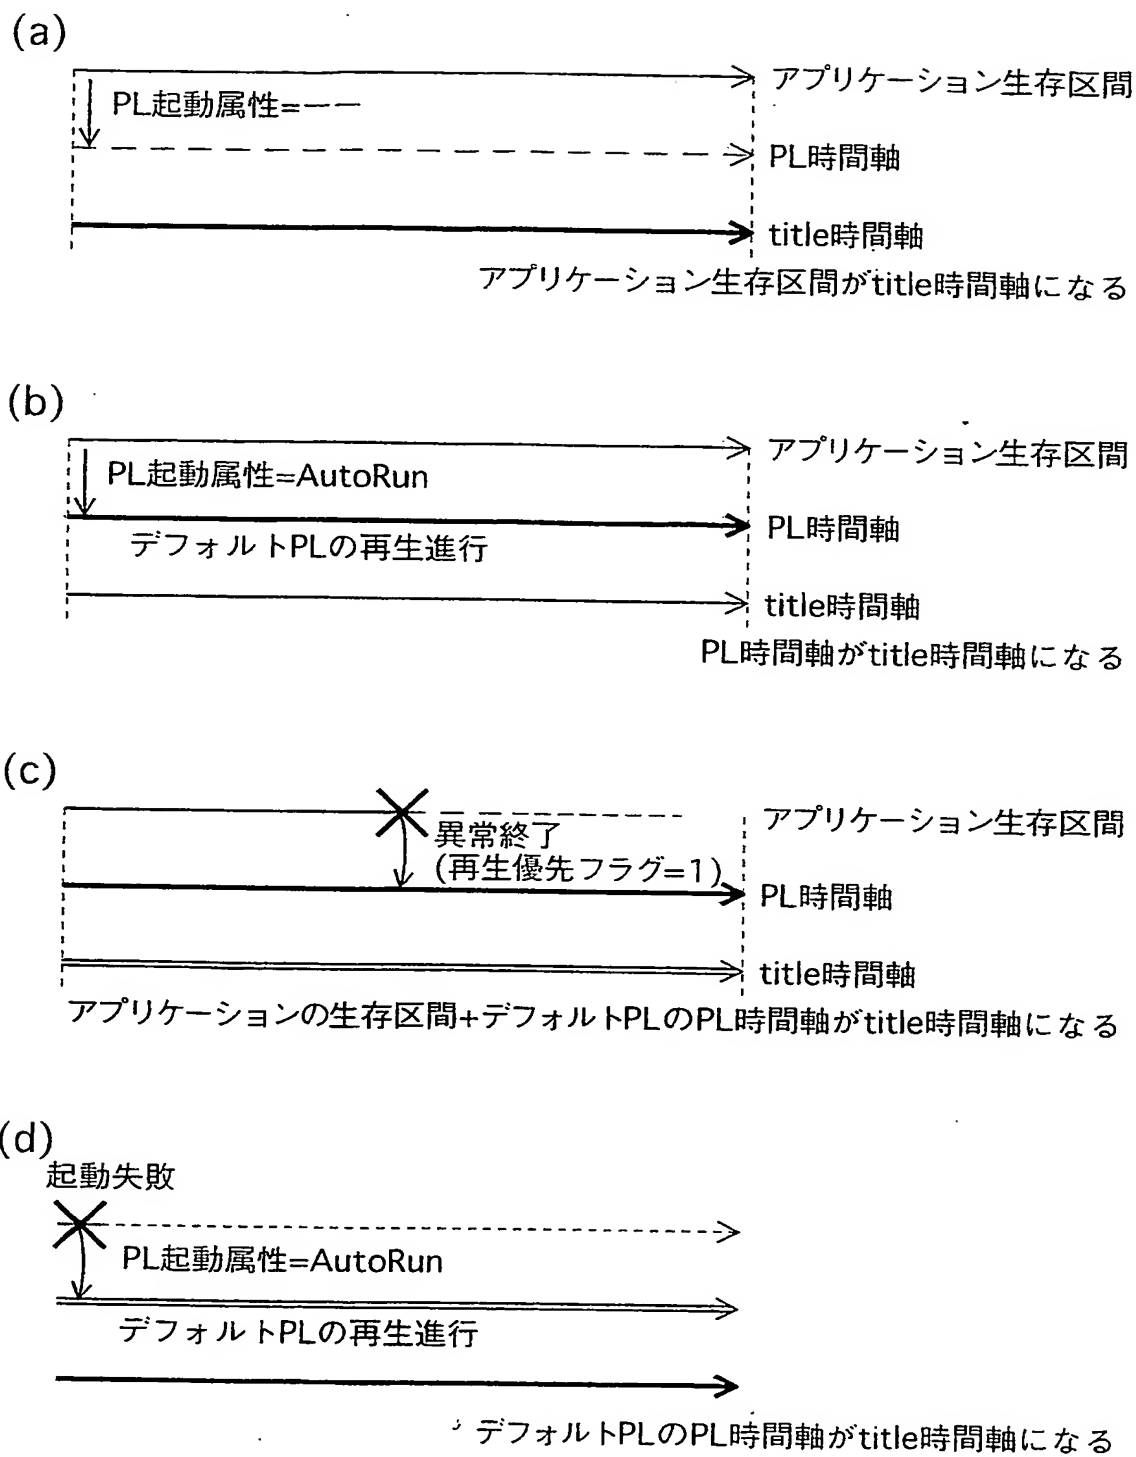 (a)
アプリケーション生存区間
PL起動属性=——
PL時間軸
title時間軸
アプリケーション生存区間がtitle時間軸になる
(b)
アプリケーション生存区間
PL起動属性=AutoRun
PL時間軸
デフォルトPLの再生進行
title時間軸
PL時間軸がtitle時間軸になる
(c)
アプリケーション生存区間
異常終了
(再生優先フラグ=1)
PL時間軸
title時間軸
アプリケーションの生存区間+デフォルトPLのPL時間軸がtitle時間軸になる
(d)
起動失敗
PL起動属性=AutoRun
デフォルトPLの再生進行
デフォルトPLのPL時間軸がtitle時間軸になる